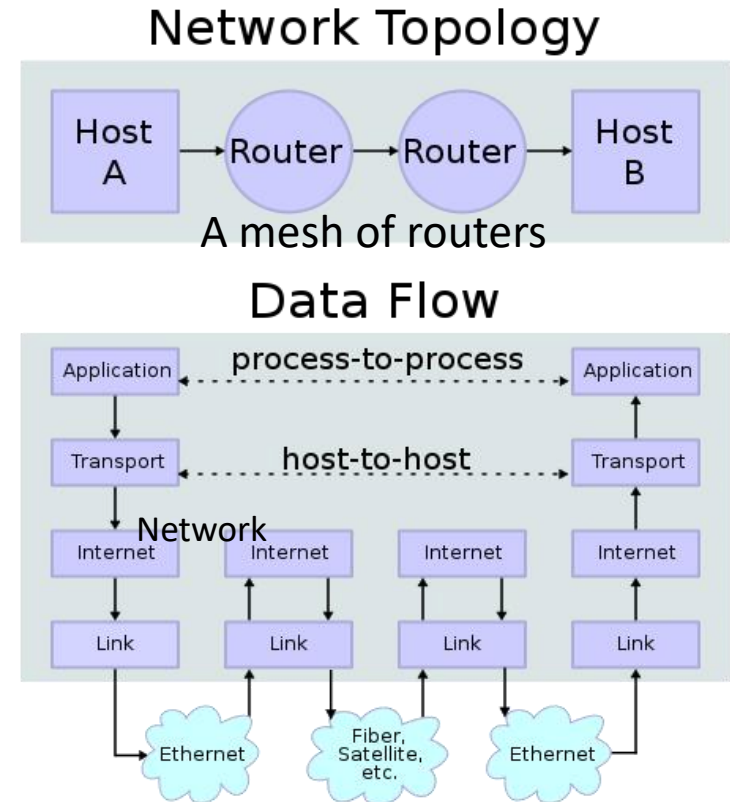 Network Topology
Host
A
Router
Router
Host
B
A mesh of routers
Data Flow
Application
process-to-process
Application
Transport
host-to-host
Transport
Network
Internet
Internet
Internet
Internet
Link
Link
Link
Link
Ethernet
Fiber,
Satellite,
etc.
Ethernet